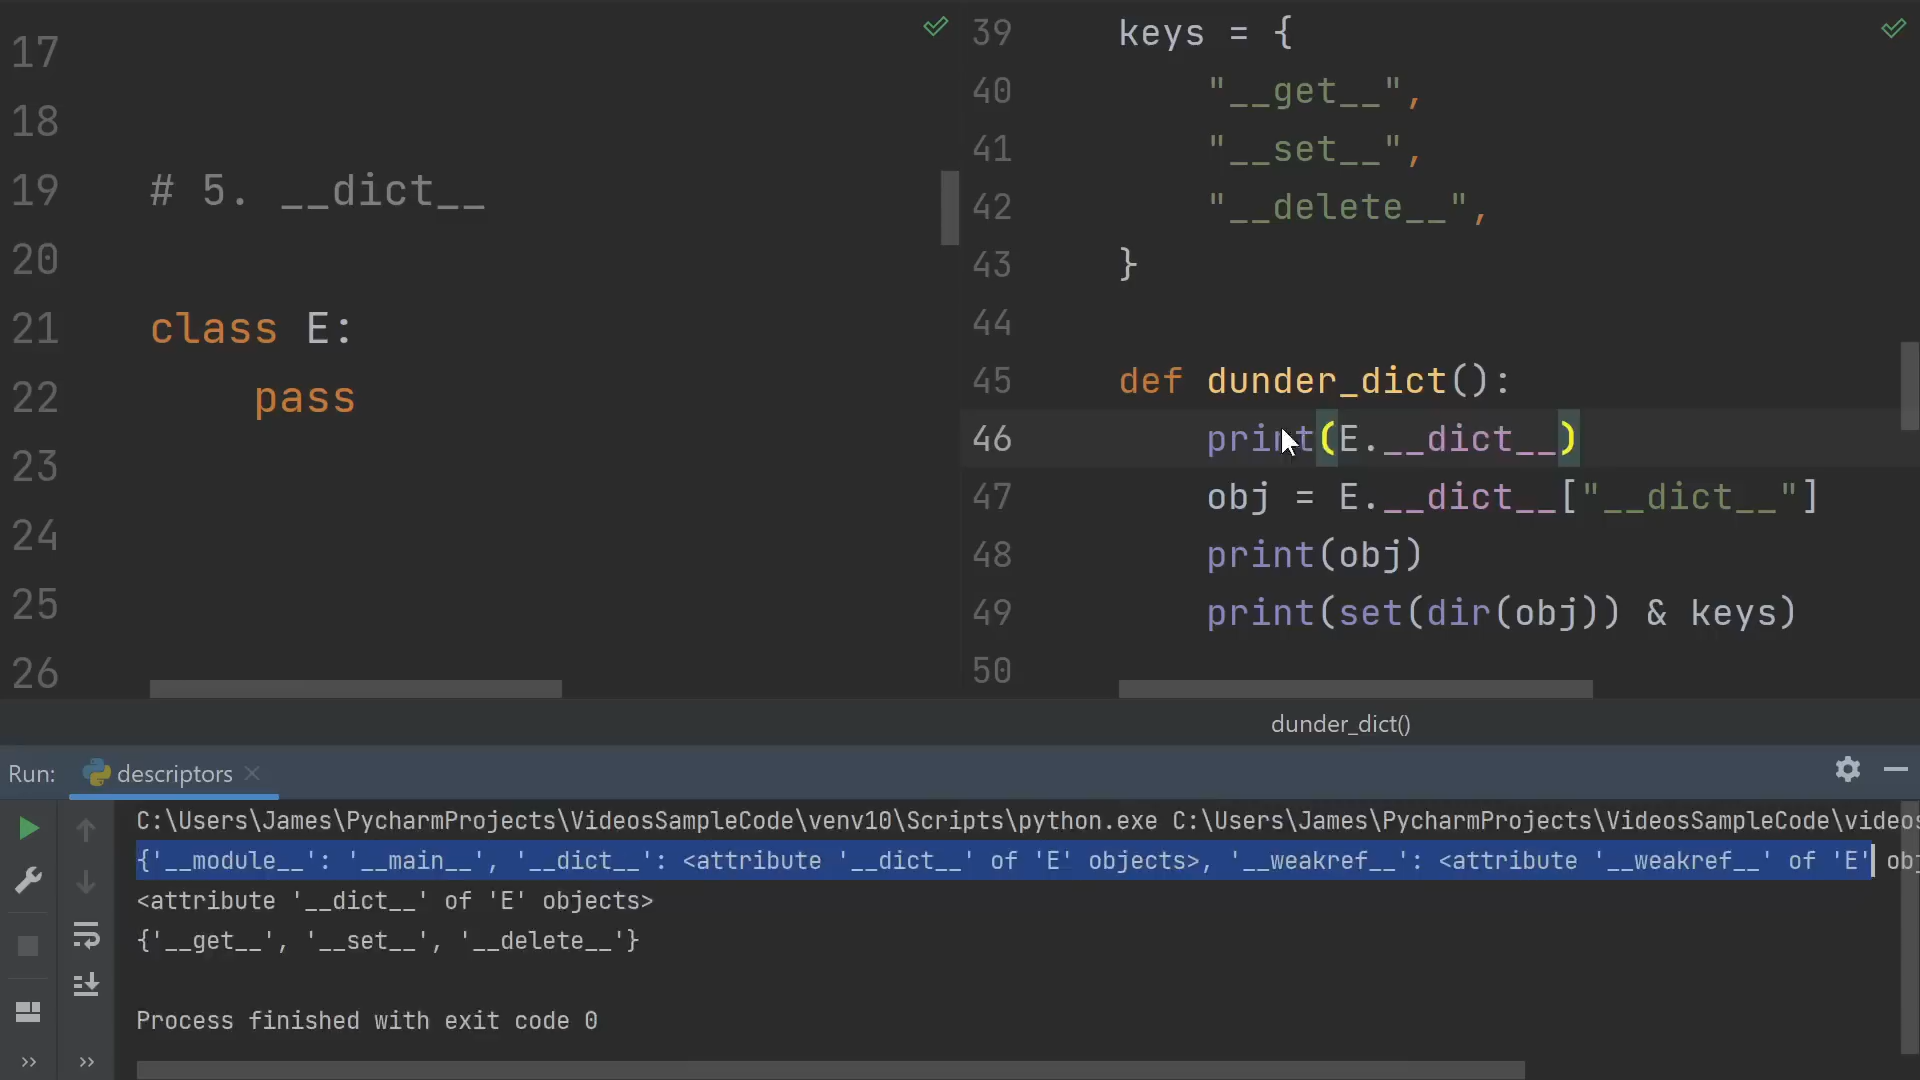 17
18
19 # 5. __dict__
20
21 class E:
22     pass
23
24
25
26
39 keys = {
40     "__get__",
41     "__set__",
42     "__delete__",
43 }
44
45 def dunder_dict():
46     print(E.__dict__)
47     obj = E.__dict__["__dict__"]
48     print(obj)
49     print(set(dir(obj)) & keys)
50
dunder_dict()
Run: descriptors
C:\Users\James\PycharmProjects\VideosSampleCode\venv10\Scripts\python.exe C:\Users\James\PycharmProjects\VideosSampleCode\videos
{'__module__': '__main__', '__dict__': <attribute '__dict__' of 'E' objects>, '__weakref__': <attribute '__weakref__' of 'E' obj
<attribute '__dict__' of 'E' objects>
{'__get__', '__set__', '__delete__'}
Process finished with exit code 0